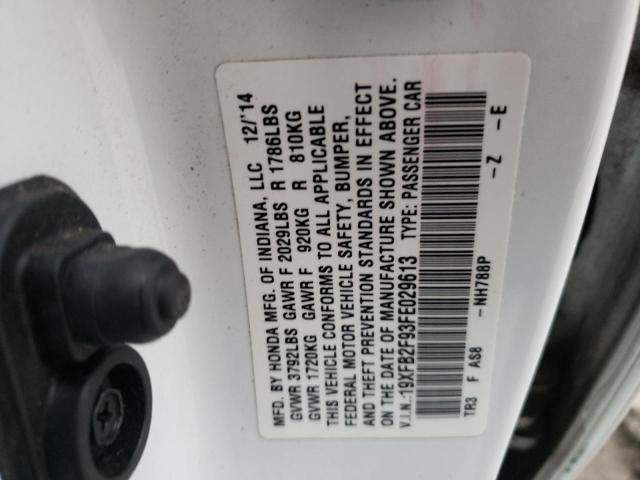 MFD. BY HONDA MFG. OF INDIANA, LLC 12/'14
GVWR 3792LBS GAWR F 2029LBS R 1786LBS
GVWR 1720KG GAWR F 920KG R 810KG
THIS VEHICLE CONFORMS TO ALL APPLICABLE
FEDERAL MOTOR VEHICLE SAFETY, BUMPER,
AND THEFT PREVENTION STANDARDS IN EFFECT
ON THE DATE OF MANUFACTURE SHOWN ABOVE.
V.I.N.:19XFB2F93FE029613 TYPE: PASSENGER CAR
TR3 F AS8 -NH788P -Z -E